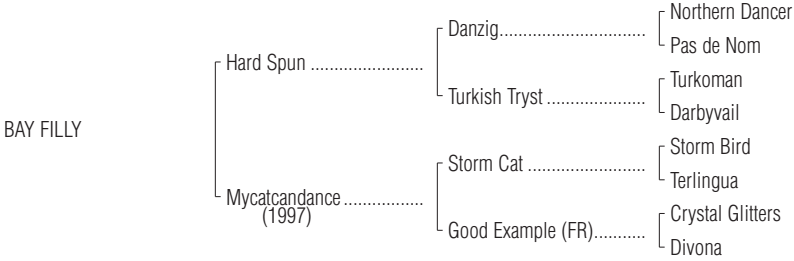 Northern Dancer
Danzig..............................
Pas de Nom
Hard Spun ........................
Turkoman
Turkish Tryst .....................
Darbyvail
BAY FILLY
Storm Bird
Storm Cat .........................
Terlingua
Mycatcandance .................
(1997)
Crystal Glitters
Good Example (FR)...........
Divona